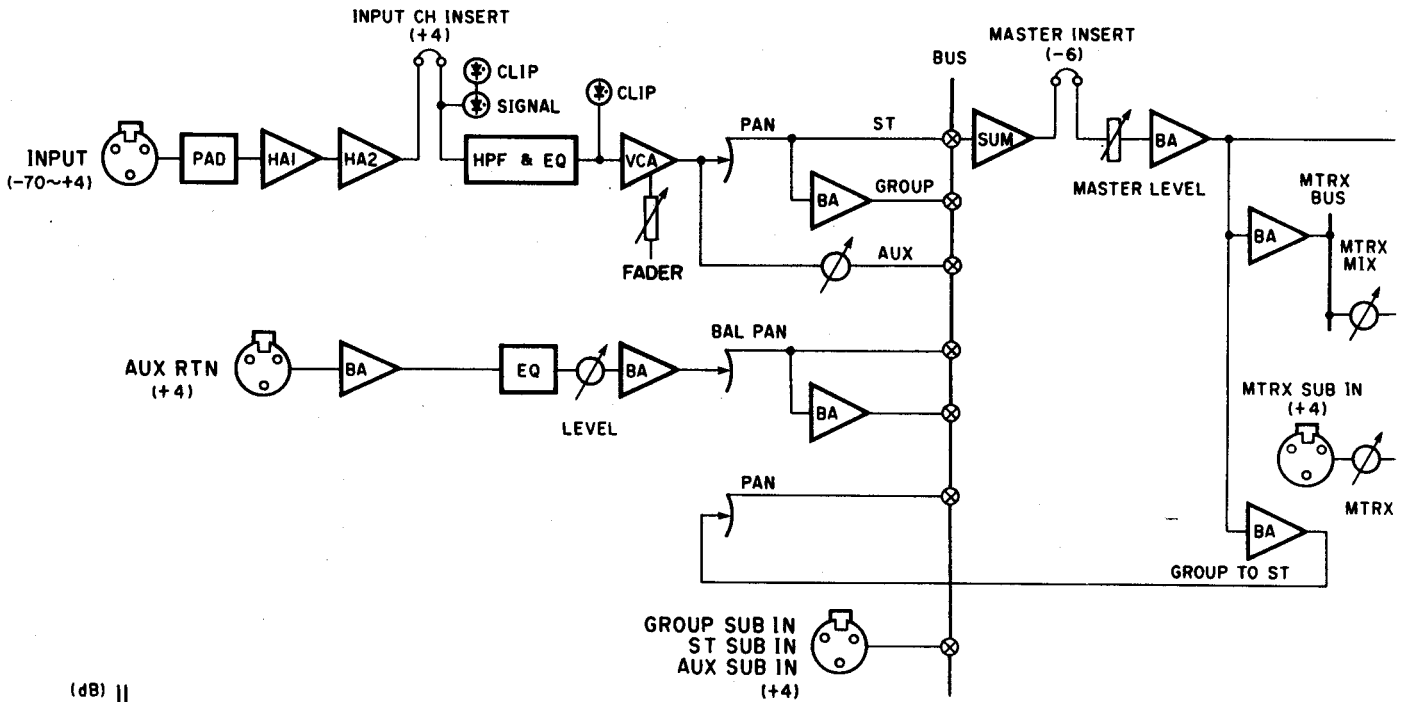 INPUT CH INSERT
(+4)
MASTER INSERT
(-6)
BUS
CLIP
SIGNAL
CLIP
PAN
ST
INPUT
(-70~+4)
PAD
HA1
HA2
HPF & EQ
VCA
SUM
BA
MASTER LEVEL
GROUP
BA
FADER
AUX
MTRX
BUS
BA
MTRX
MIX
BAL PAN
AUX RTN
(+4)
BA
EQ
BA
LEVEL
BA
MTRX SUB IN
(+4)
PAN
MTRX
BA
GROUP TO ST
GROUP SUB IN
ST SUB IN
AUX SUB IN
(+4)
(dB)